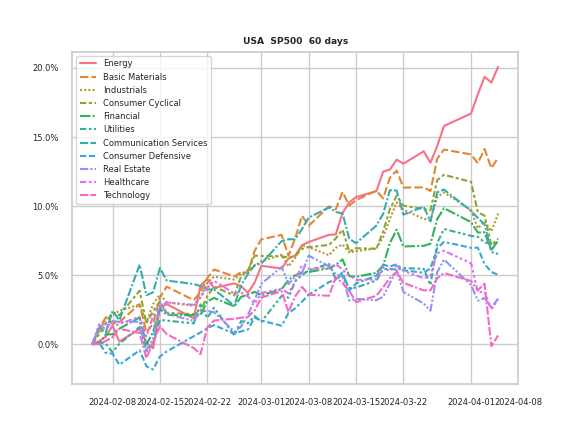 USA  SP500  60 days
20.0%
15.0%
10.0%
5.0%
0.0%
Energy
Basic Materials
Industrials
Consumer Cyclical
Financial
Utilities
Communication Services
Consumer Defensive
Real Estate
Healthcare
Technology
2024-02-08 2024-02-15 2024-02-22 2024-03-01 2024-03-08 2024-03-15 2024-03-22 2024-04-01 2024-04-08